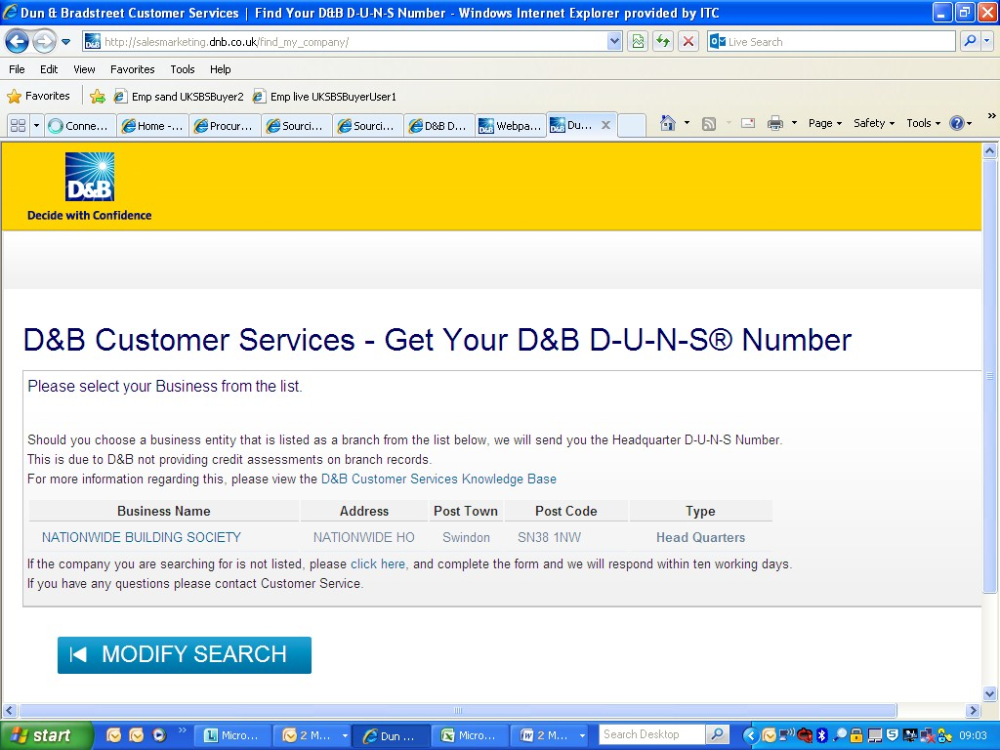 Dun & Bradstreet Customer Services | Find Your D&B D-U-N-S Number - Windows Internet Explorer provided by ITC
http://salesmarketing.dnb.co.uk/find_my_company/
Live Search
File Edit View Favorites Tools Help
Favorites Emp sand UKSBSBuyer2 Emp live UKSBSBuyerUser1
Conne... Home -... Procur... Sourci... Sourci... D&B D... Webpa... Du... Page Safety Tools
D&B
Decide with Confidence
D&B Customer Services - Get Your D&B D-U-N-S® Number
Please select your Business from the list.
Should you choose a business entity that is listed as a branch from the list below, we will send you the Headquarter D-U-N-S Number.
This is due to D&B not providing credit assessments on branch records.
For more information regarding this, please view the D&B Customer Services Knowledge Base
Business Name Address Post Town Post Code Type
NATIONWIDE BUILDING SOCIETY NATIONWIDE HO Swindon SN38 1NW Head Quarters
If the company you are searching for is not listed, please click here, and complete the form and we will respond within ten working days.
If you have any questions please contact Customer Service.
MODIFY SEARCH
start Micro... 2 M... Dun ... Micro... 2 M... Search Desktop 09:03